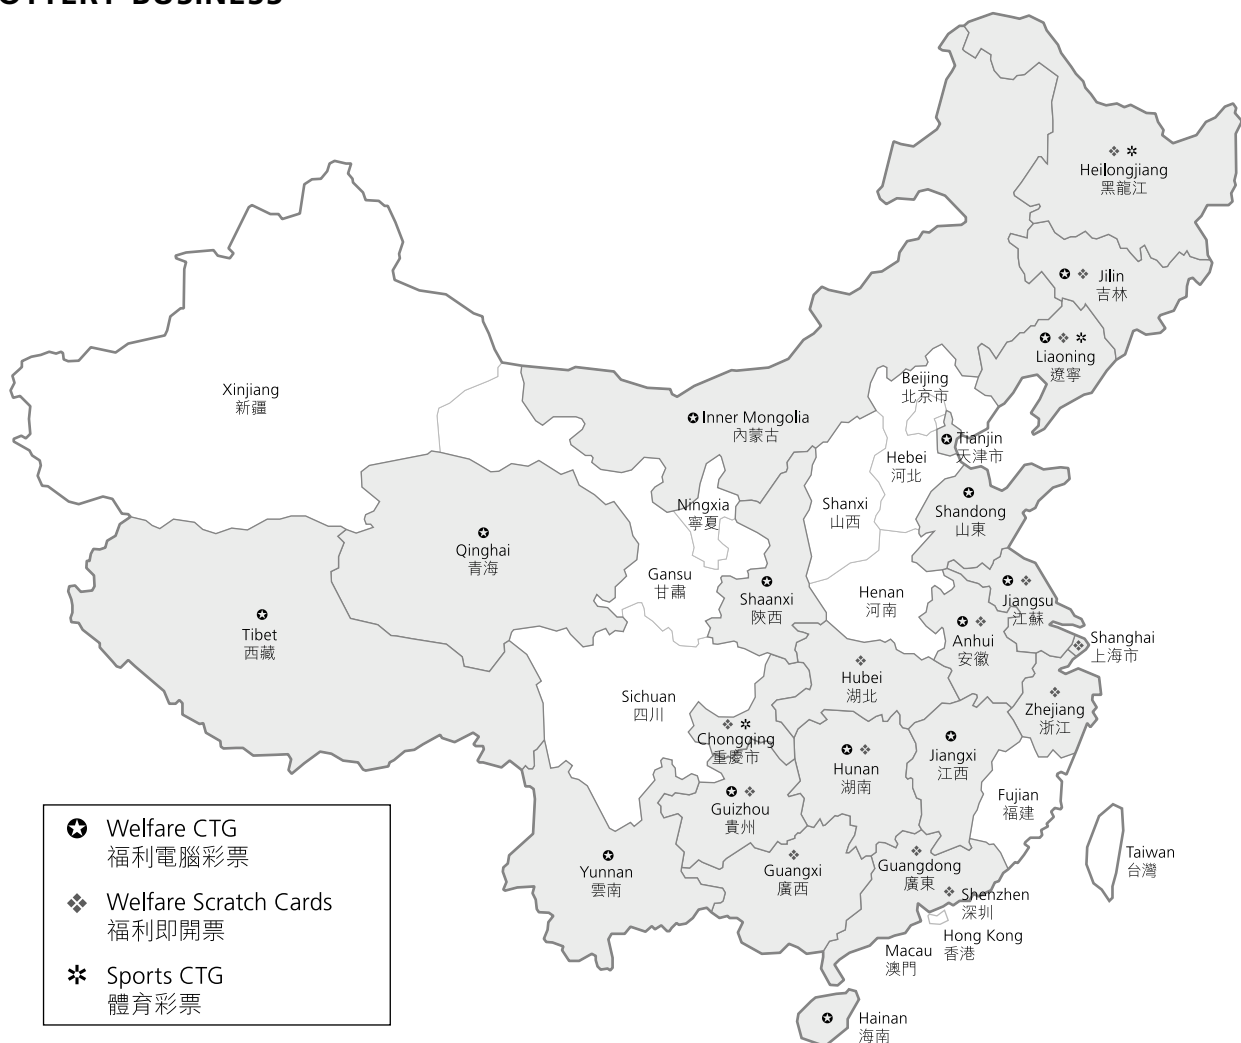 OTTERY BUSINESS
Heilongjiang
黑龍江
Jilin
吉林
Liaoning
遼寧
Xinjiang
新疆
Beijing
北京市
Inner Mongolia
內蒙古
Tianjin
天津市
Hebei
河北
Ningxia
寧夏
Shanxi
山西
Shandong
山東
Qinghai
青海
Gansu
甘肅
Shaanxi
陝西
Henan
河南
Jiangsu
江蘇
Tibet
西藏
Anhui
安徽
Shanghai
上海市
Hubei
湖北
Sichuan
四川
Zhejiang
浙江
Chongqing
重慶市
Hunan
湖南
Jiangxi
江西
Guizhou
貴州
Fujian
福建
Yunnan
雲南
Guangxi
廣西
Guangdong
廣東
Taiwan
台灣
Shenzhen
深圳
Hong Kong
香港
Macau
澳門
Hainan
海南
Welfare CTG
福利電腦彩票
Welfare Scratch Cards
福利即開票
Sports CTG
體育彩票